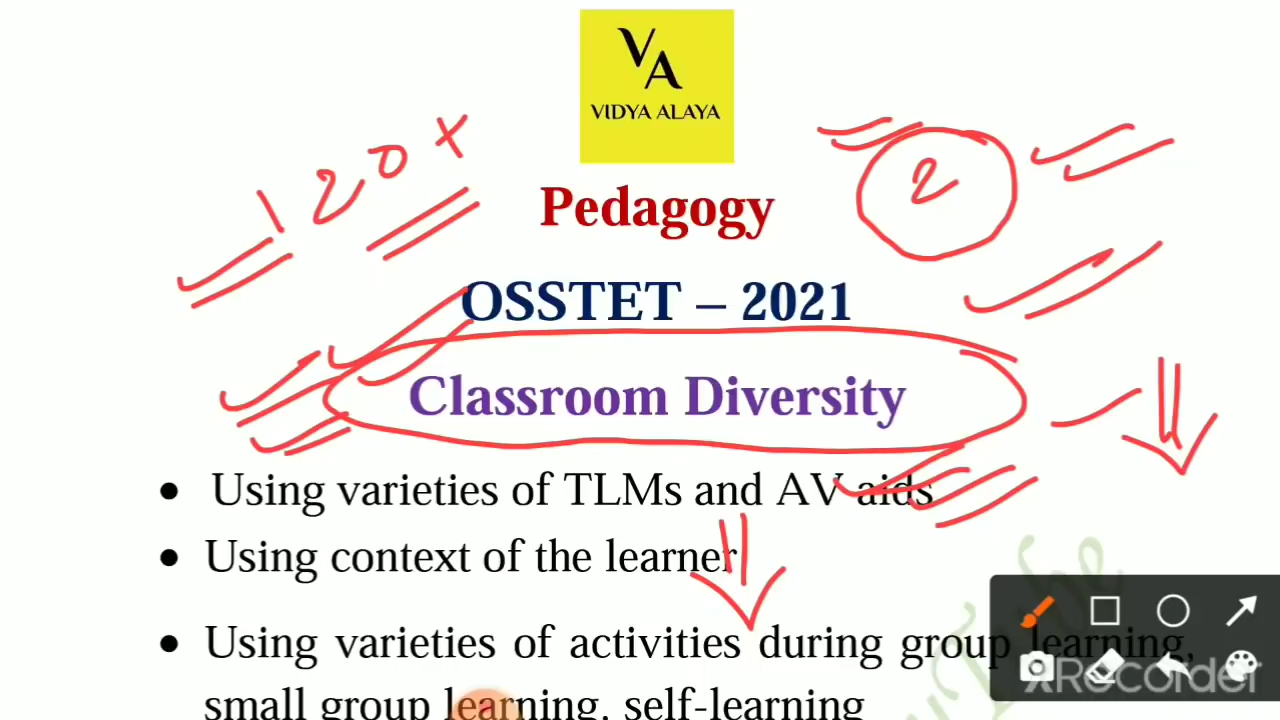 VA
VIDYA ALAYA
120+
2
Pedagogy
OSSTET – 2021
Classroom Diversity
• Using varieties of TLMs and AV aids
• Using context of the learner
• Using varieties of activities during group learning,
small group learning, self-learning
XRecorder